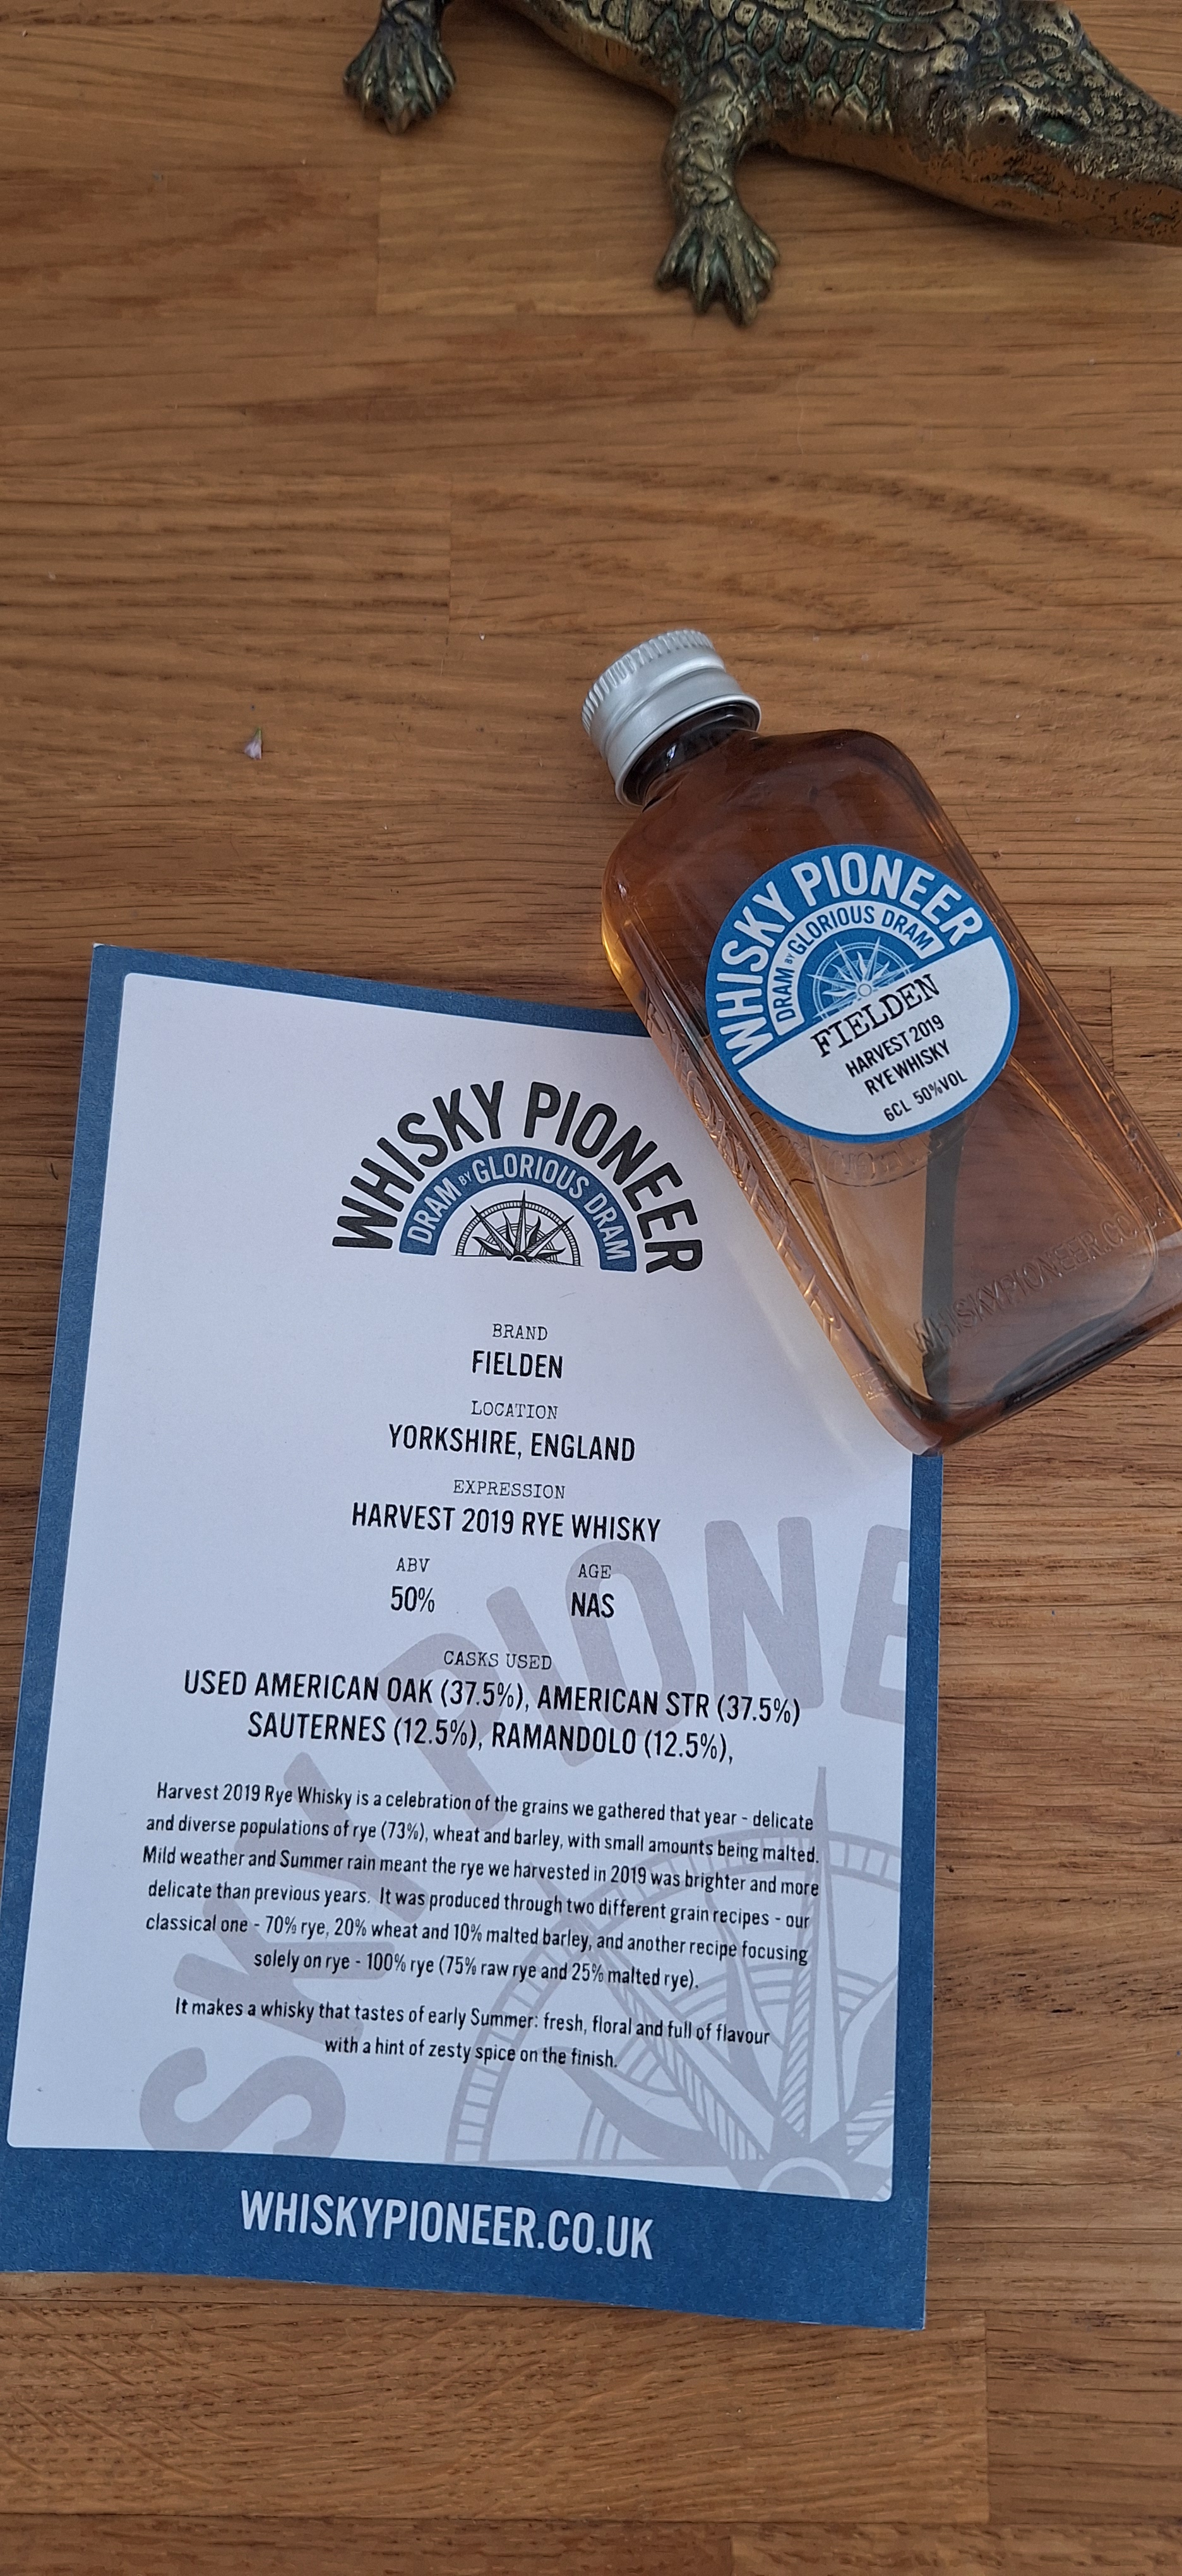 WHISKY PIONEER
DRAM BY GLORIOUS DRAM
FIELDEN
HARVEST 2019
RYE WHISKY
6CL 50%VOL
WHISKYPIONEER.CO.UK
WHISKY PIONEER
DRAM BY GLORIOUS DRAM
BRAND
FIELDEN
LOCATION
YORKSHIRE, ENGLAND
EXPRESSION
HARVEST 2019 RYE WHISKY
ABV
50%
AGE
NAS
CASKS USED
USED AMERICAN OAK (37.5%), AMERICAN STR (37.5%)
SAUTERNES (12.5%), RAMANDOLO (12.5%),
Harvest 2019 Rye Whisky is a celebration of the grains we gathered that year - delicate
and diverse populations of rye (73%), wheat and barley, with small amounts being malted.
Mild weather and Summer rain meant the rye we harvested in 2019 was brighter and more
delicate than previous years. It was produced through two different grain recipes - our
classical one - 70% rye, 20% wheat and 10% malted barley, and another recipe focusing
solely on rye - 100% rye (75% raw rye and 25% malted rye).
It makes a whisky that tastes of early Summer: fresh, floral and full of flavour
with a hint of zesty spice on the finish.
SKY PIONE
WHISKYPIONEER.CO.UK